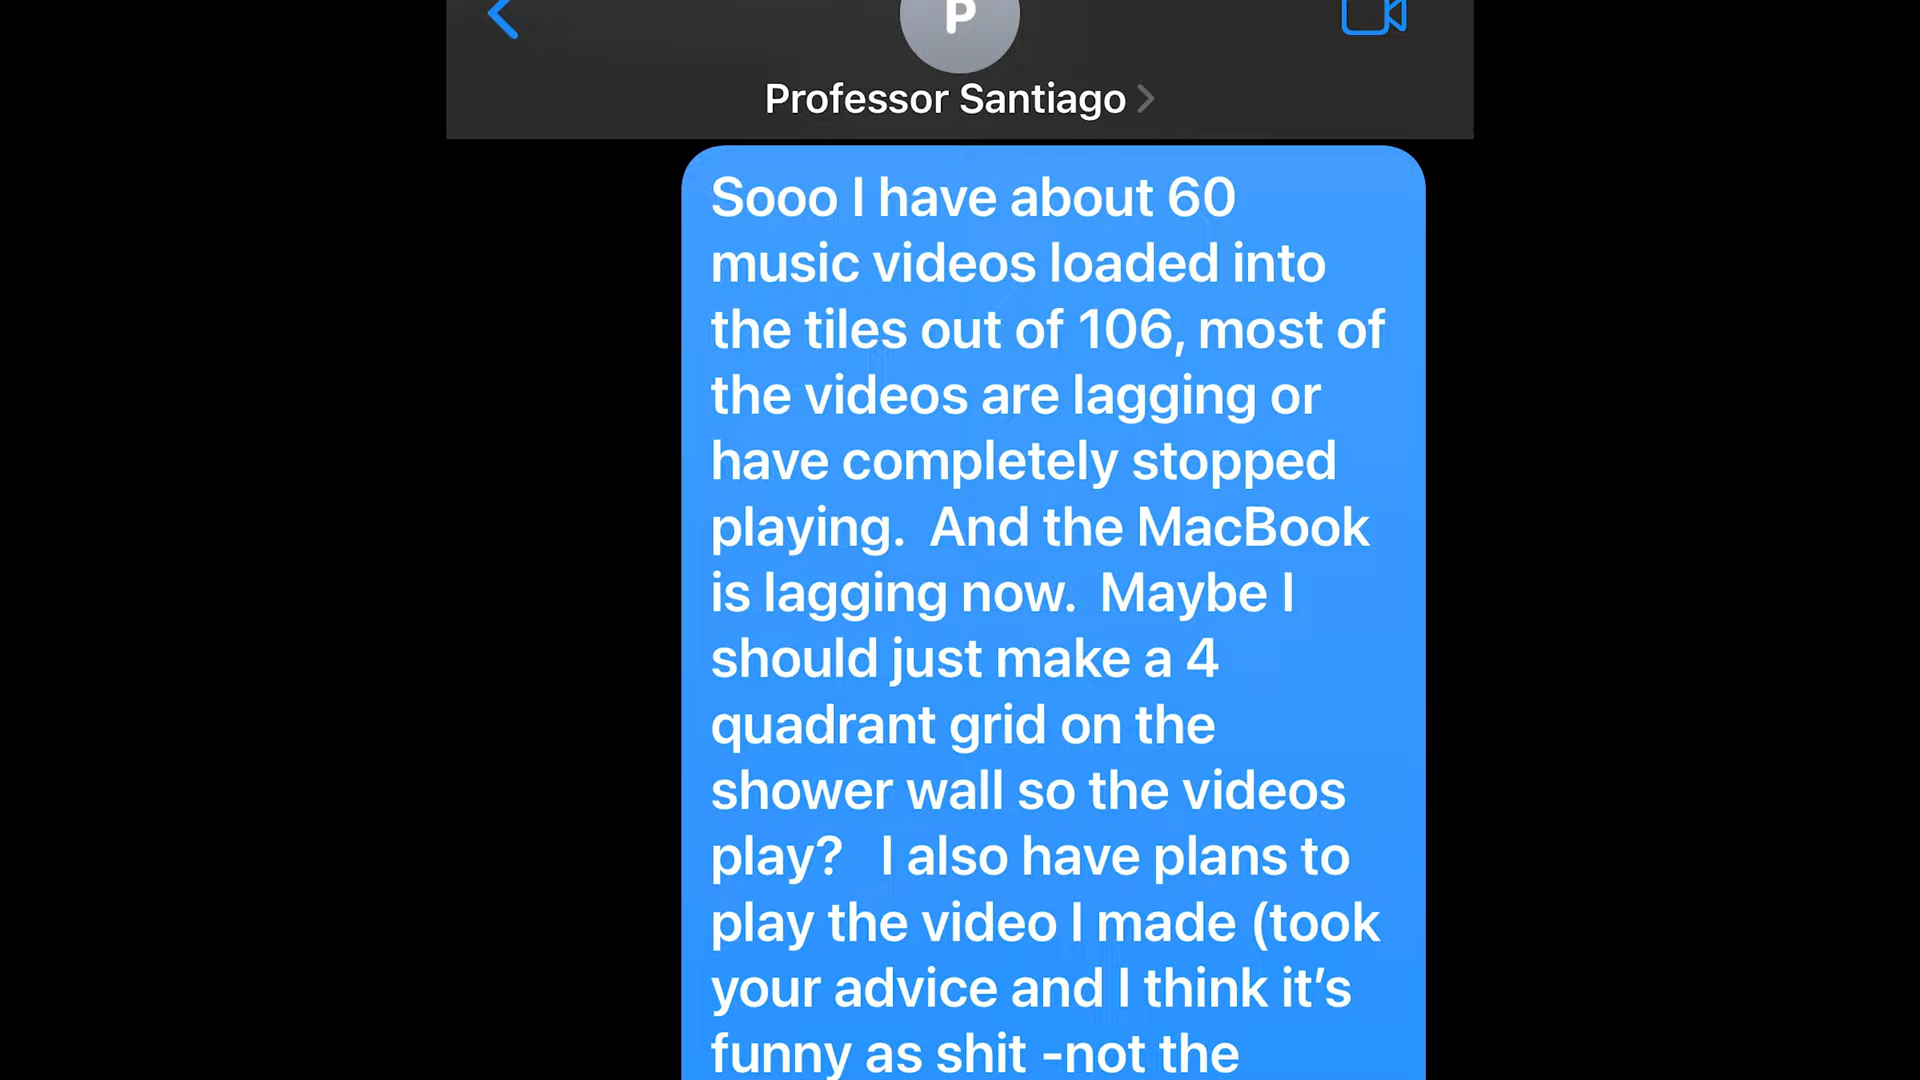 P
Professor Santiago
Sooo I have about 60
music videos loaded into
the tiles out of 106, most of
the videos are lagging or
have completely stopped
playing.  And the MacBook
is lagging now.  Maybe I
should just make a 4
quadrant grid on the
shower wall so the videos
play?   I also have plans to
play the video I made (took
your advice and I think it’s
funny as shit -not the